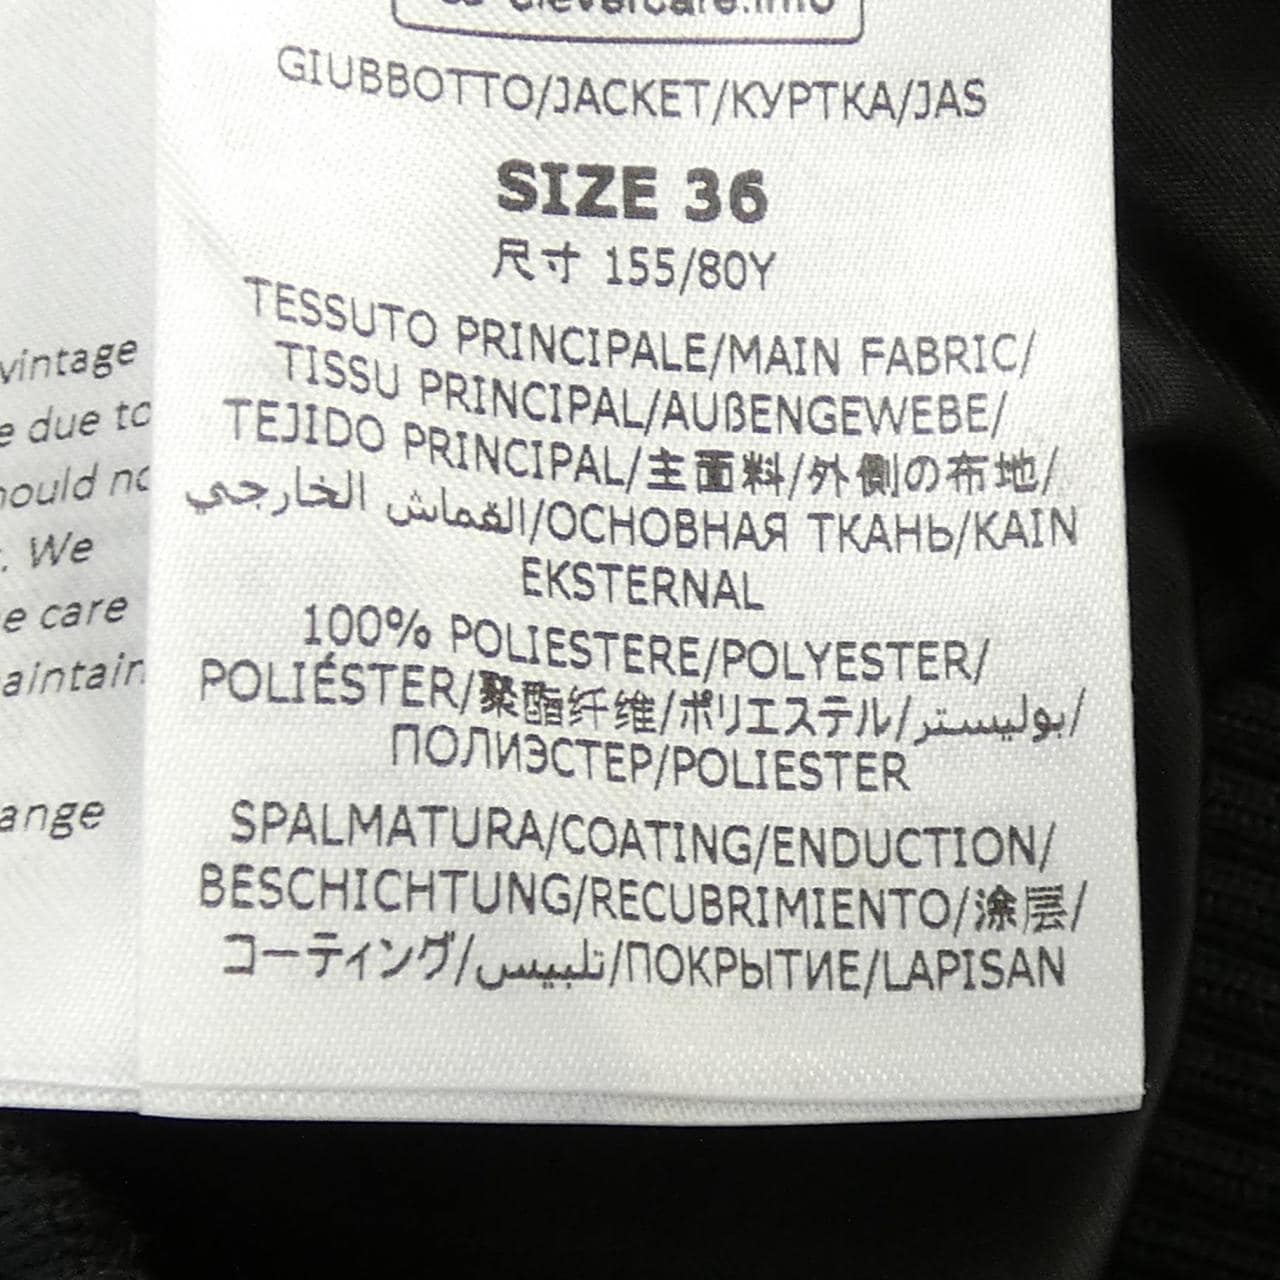 clevercare.info
GIUBBOTTO/JACKET/КУРТКА/JAS
SIZE 36
尺寸 155/80Y
TESSUTO PRINCIPALE/MAIN FABRIC/
TISSU PRINCIPAL/AUßENGEWEBE/
TEJIDO PRINCIPAL/主面料/外側の布地/
القماش الخارجي/ОСНОВНАЯ ТКАНЬ/KAIN
EKSTERNAL
100% POLIESTERE/POLYESTER/
POLIÉSTER/聚酯纤维/ポリエステル/بوليستر/
ПОЛИЭСТЕР/POLIESTER
SPALMATURA/COATING/ENDUCTION/
BESCHICHTUNG/RECUBRIMIENTO/涂层/
コーティング/تلبيس/ПОКРЫТИЕ/LAPISAN
vintage
e due to
hould no
. We
e care
aintain
ange